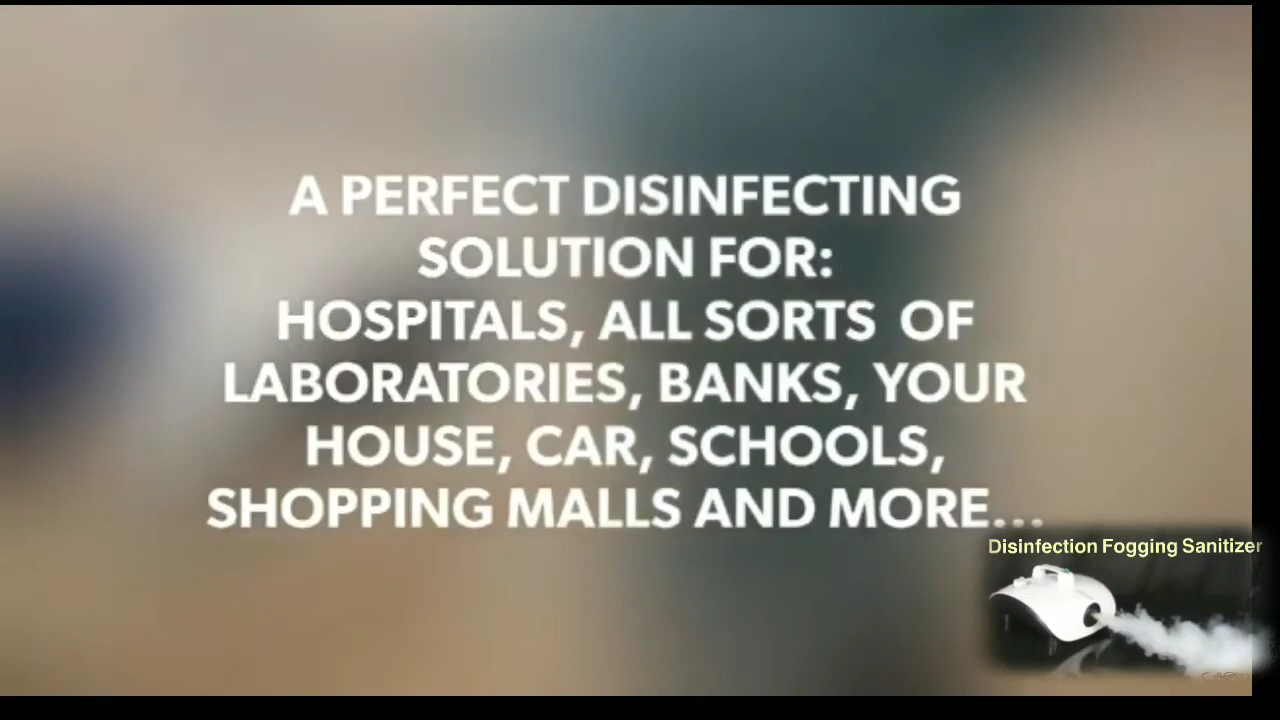 A PERFECT DISINFECTING
SOLUTION FOR:
HOSPITALS, ALL SORTS OF
LABORATORIES, BANKS, YOUR
HOUSE, CAR, SCHOOLS,
SHOPPING MALLS AND MORE...
Disinfection Fogging Sanitizer